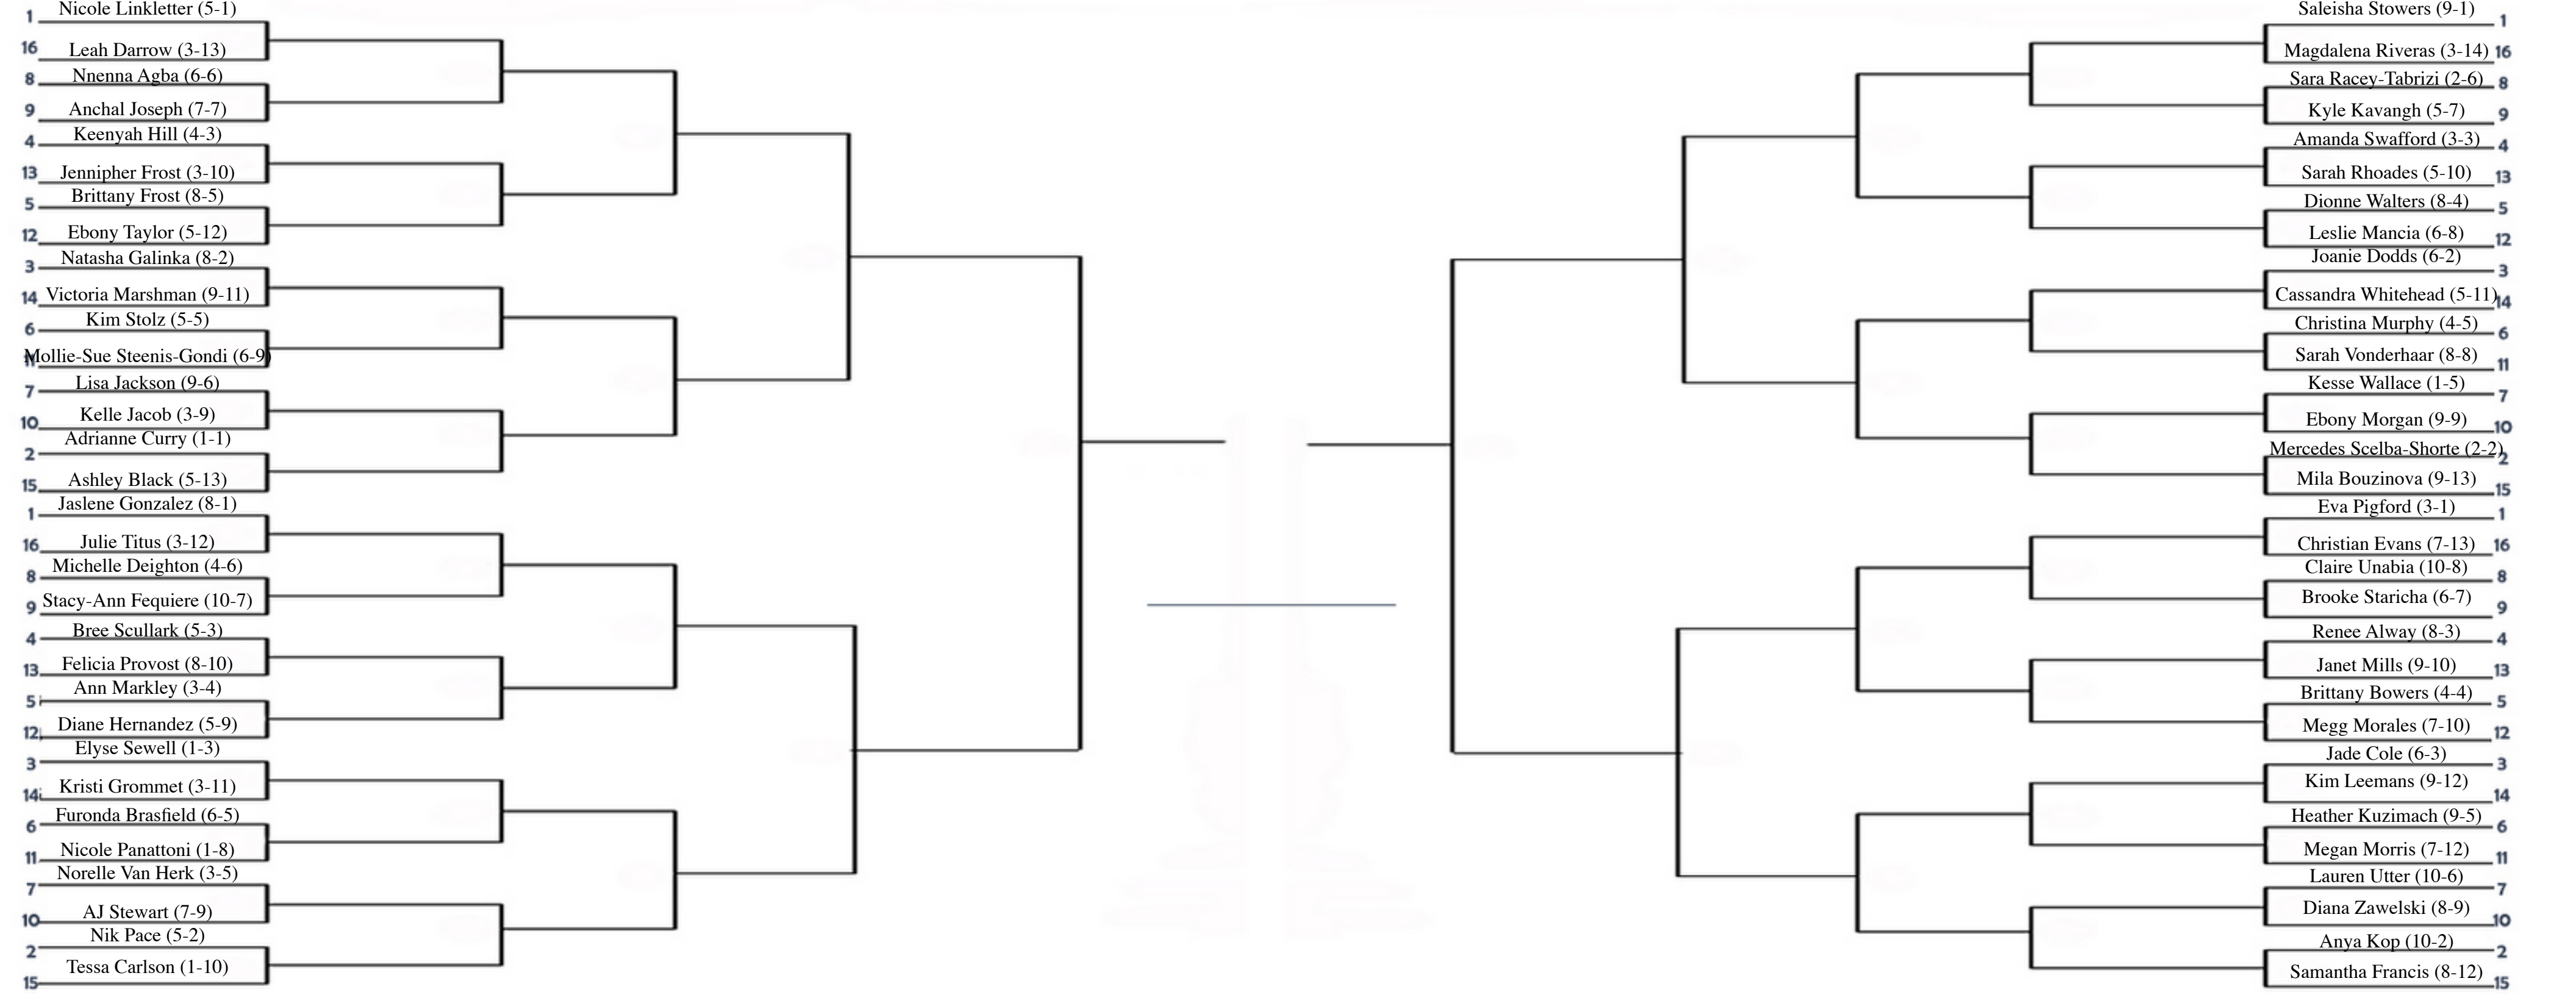 1 Nicole Linkletter (5-1)
16 Leah Darrow (3-13)
8 Nnenna Agba (6-6)
9 Anchal Joseph (7-7)
4 Keenyah Hill (4-3)
13 Jennipher Frost (3-10)
5 Brittany Frost (8-5)
12 Ebony Taylor (5-12)
3 Natasha Galinka (8-2)
14 Victoria Marshman (9-11)
6 Kim Stolz (5-5)
11 Mollie-Sue Steenis-Gondi (6-9)
7 Lisa Jackson (9-6)
10 Kelle Jacob (3-9)
2 Adrianne Curry (1-1)
15 Ashley Black (5-13)
1 Jaslene Gonzalez (8-1)
16 Julie Titus (3-12)
8 Michelle Deighton (4-6)
9 Stacy-Ann Fequiere (10-7)
4 Bree Scullark (5-3)
13 Felicia Provost (8-10)
5 Ann Markley (3-4)
12 Diane Hernandez (5-9)
3 Elyse Sewell (1-3)
14 Kristi Grommet (3-11)
6 Furonda Brasfield (6-5)
11 Nicole Panattoni (1-8)
7 Norelle Van Herk (3-5)
10 AJ Stewart (7-9)
2 Nik Pace (5-2)
15 Tessa Carlson (1-10)
Saleisha Stowers (9-1) 1
Magdalena Riveras (3-14) 16
Sara Racey-Tabrizi (2-6) 8
Kyle Kavangh (5-7) 9
Amanda Swafford (3-3) 4
Sarah Rhoades (5-10) 13
Dionne Walters (8-4) 5
Leslie Mancia (6-8) 12
Joanie Dodds (6-2) 3
Cassandra Whitehead (5-11) 14
Christina Murphy (4-5) 6
Sarah Vonderhaar (8-8) 11
Kesse Wallace (1-5) 7
Ebony Morgan (9-9) 10
Mercedes Scelba-Shorte (2-2) 2
Mila Bouzinova (9-13) 15
Eva Pigford (3-1) 1
Christian Evans (7-13) 16
Claire Unabia (10-8) 8
Brooke Staricha (6-7) 9
Renee Alway (8-3) 4
Janet Mills (9-10) 13
Brittany Bowers (4-4) 5
Megg Morales (7-10) 12
Jade Cole (6-3) 3
Kim Leemans (9-12) 14
Heather Kuzimach (9-5) 6
Megan Morris (7-12) 11
Lauren Utter (10-6) 7
Diana Zawelski (8-9) 10
Anya Kop (10-2) 2
Samantha Francis (8-12) 15